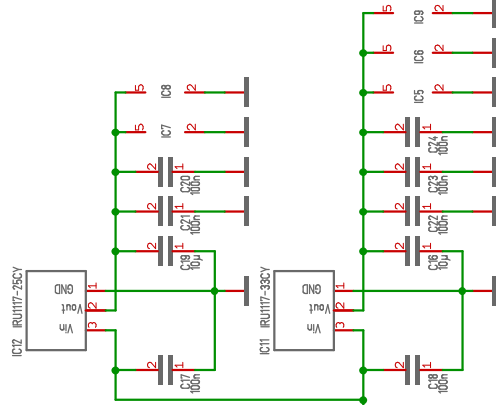 5 IC9 2
5 IC6 2
5 IC8 2
5 IC5 2
5 IC7 2
2 1 C24 100n
2 1 C20 100n
2 1 C23 100n
2 1 C21 100n
2 1 C22 100n
2 1 C19 10µ
2 1 C16 10µ
IC12 IRU1117-25CY
GND 1
Vout 2
Vin 3
IC11 IRU1117-33CY
GND 1
Vout 2
Vin 3
2 1 C17 100n
2 1 C18 100n